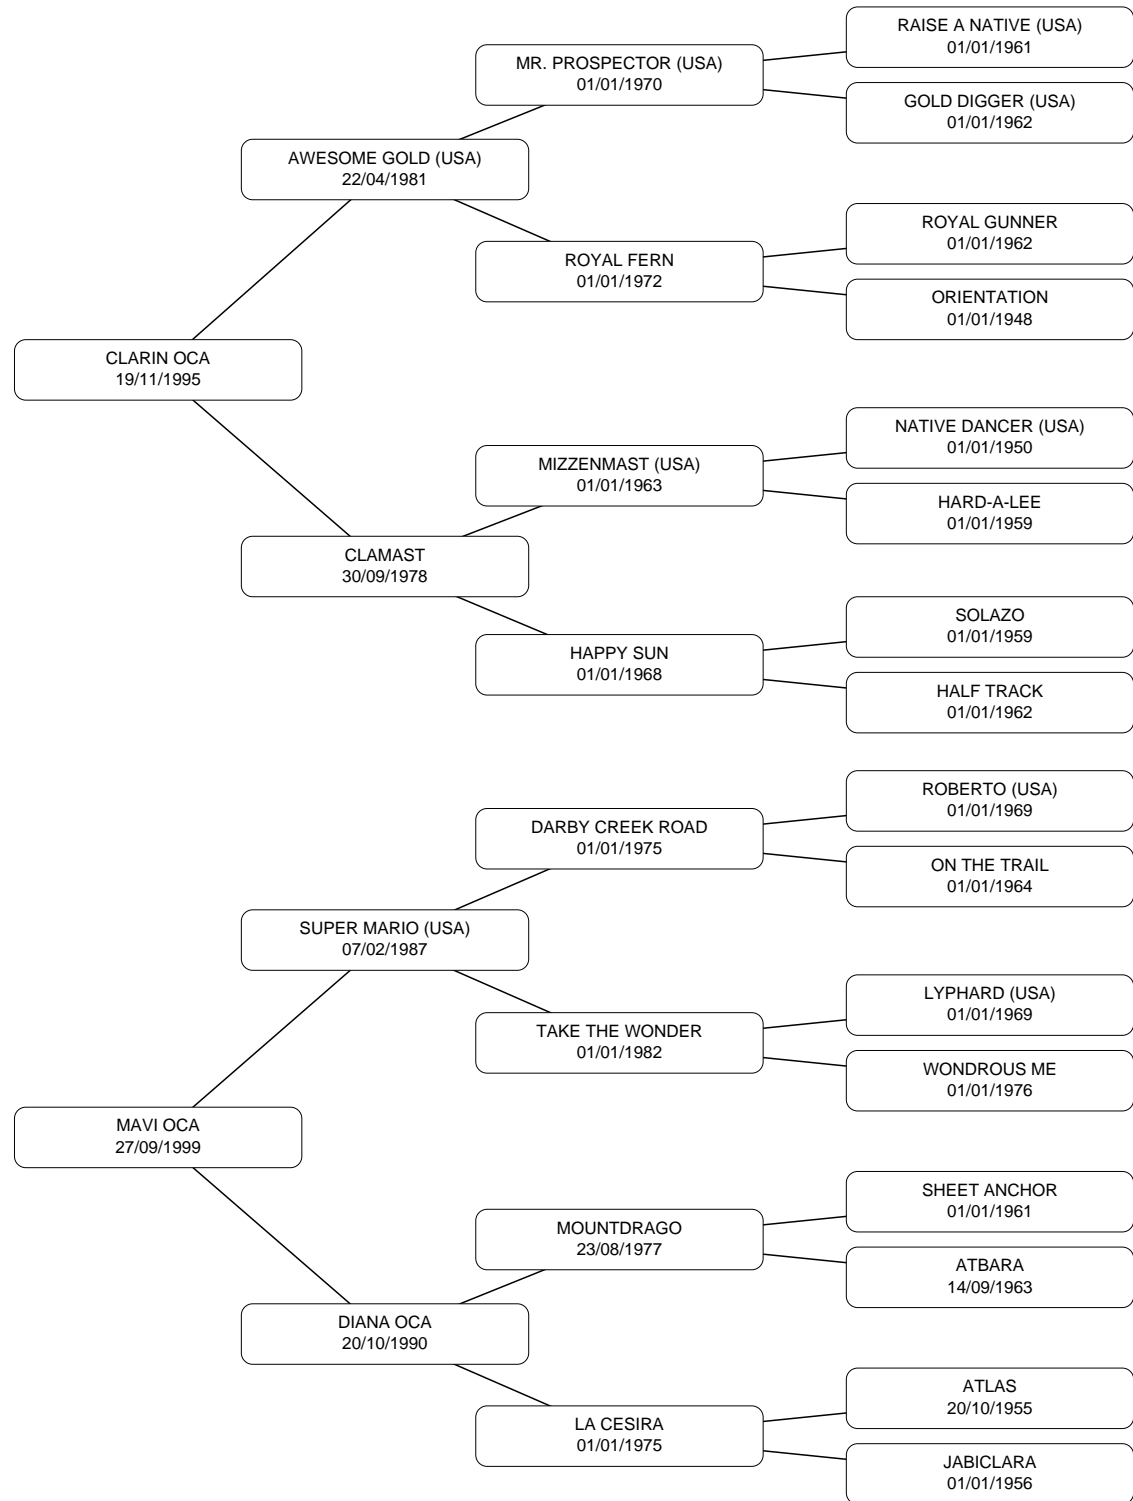 RAISE A NATIVE (USA)
01/01/1961
MR. PROSPECTOR (USA)
01/01/1970
GOLD DIGGER (USA)
01/01/1962
AWESOME GOLD (USA)
22/04/1981
ROYAL GUNNER
01/01/1962
ROYAL FERN
01/01/1972
ORIENTATION
01/01/1948
CLARIN OCA
19/11/1995
NATIVE DANCER (USA)
01/01/1950
MIZZENMAST (USA)
01/01/1963
HARD-A-LEE
01/01/1959
CLAMAST
30/09/1978
SOLAZO
01/01/1959
HAPPY SUN
01/01/1968
HALF TRACK
01/01/1962
ROBERTO (USA)
01/01/1969
DARBY CREEK ROAD
01/01/1975
ON THE TRAIL
01/01/1964
SUPER MARIO (USA)
07/02/1987
LYPHARD (USA)
01/01/1969
TAKE THE WONDER
01/01/1982
WONDROUS ME
01/01/1976
MAVI OCA
27/09/1999
SHEET ANCHOR
01/01/1961
MOUNTDRAGO
23/08/1977
ATBARA
14/09/1963
DIANA OCA
20/10/1990
ATLAS
20/10/1955
LA CESIRA
01/01/1975
JABICLARA
01/01/1956